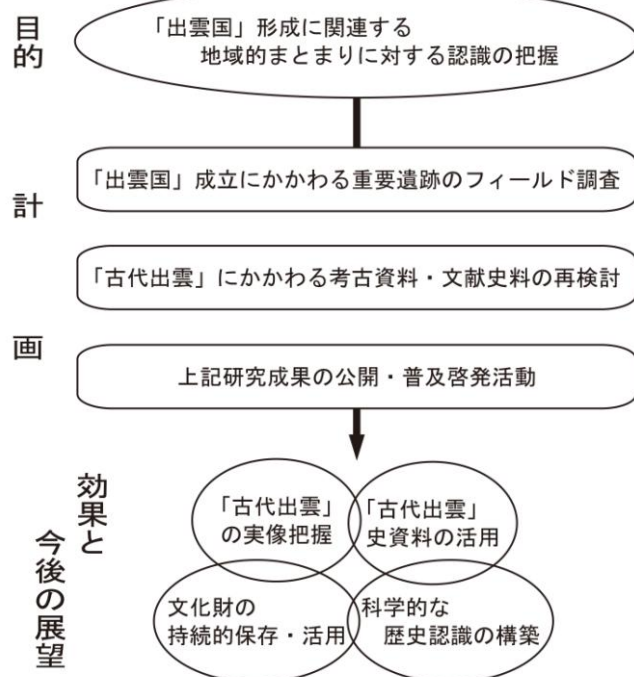 目的
「出雲国」形成に関連する
地域的まとまりに対する認識の把握
計画
「出雲国」成立にかかわる重要遺跡のフィールド調査
「古代出雲」にかかわる考古資料・文献史料の再検討
上記研究成果の公開・普及啓発活動
効果と
今後の展望
「古代出雲」
の実像把握
「古代出雲」
史資料の活用
文化財の
持続的保存・活用
科学的な
歴史認識の構築